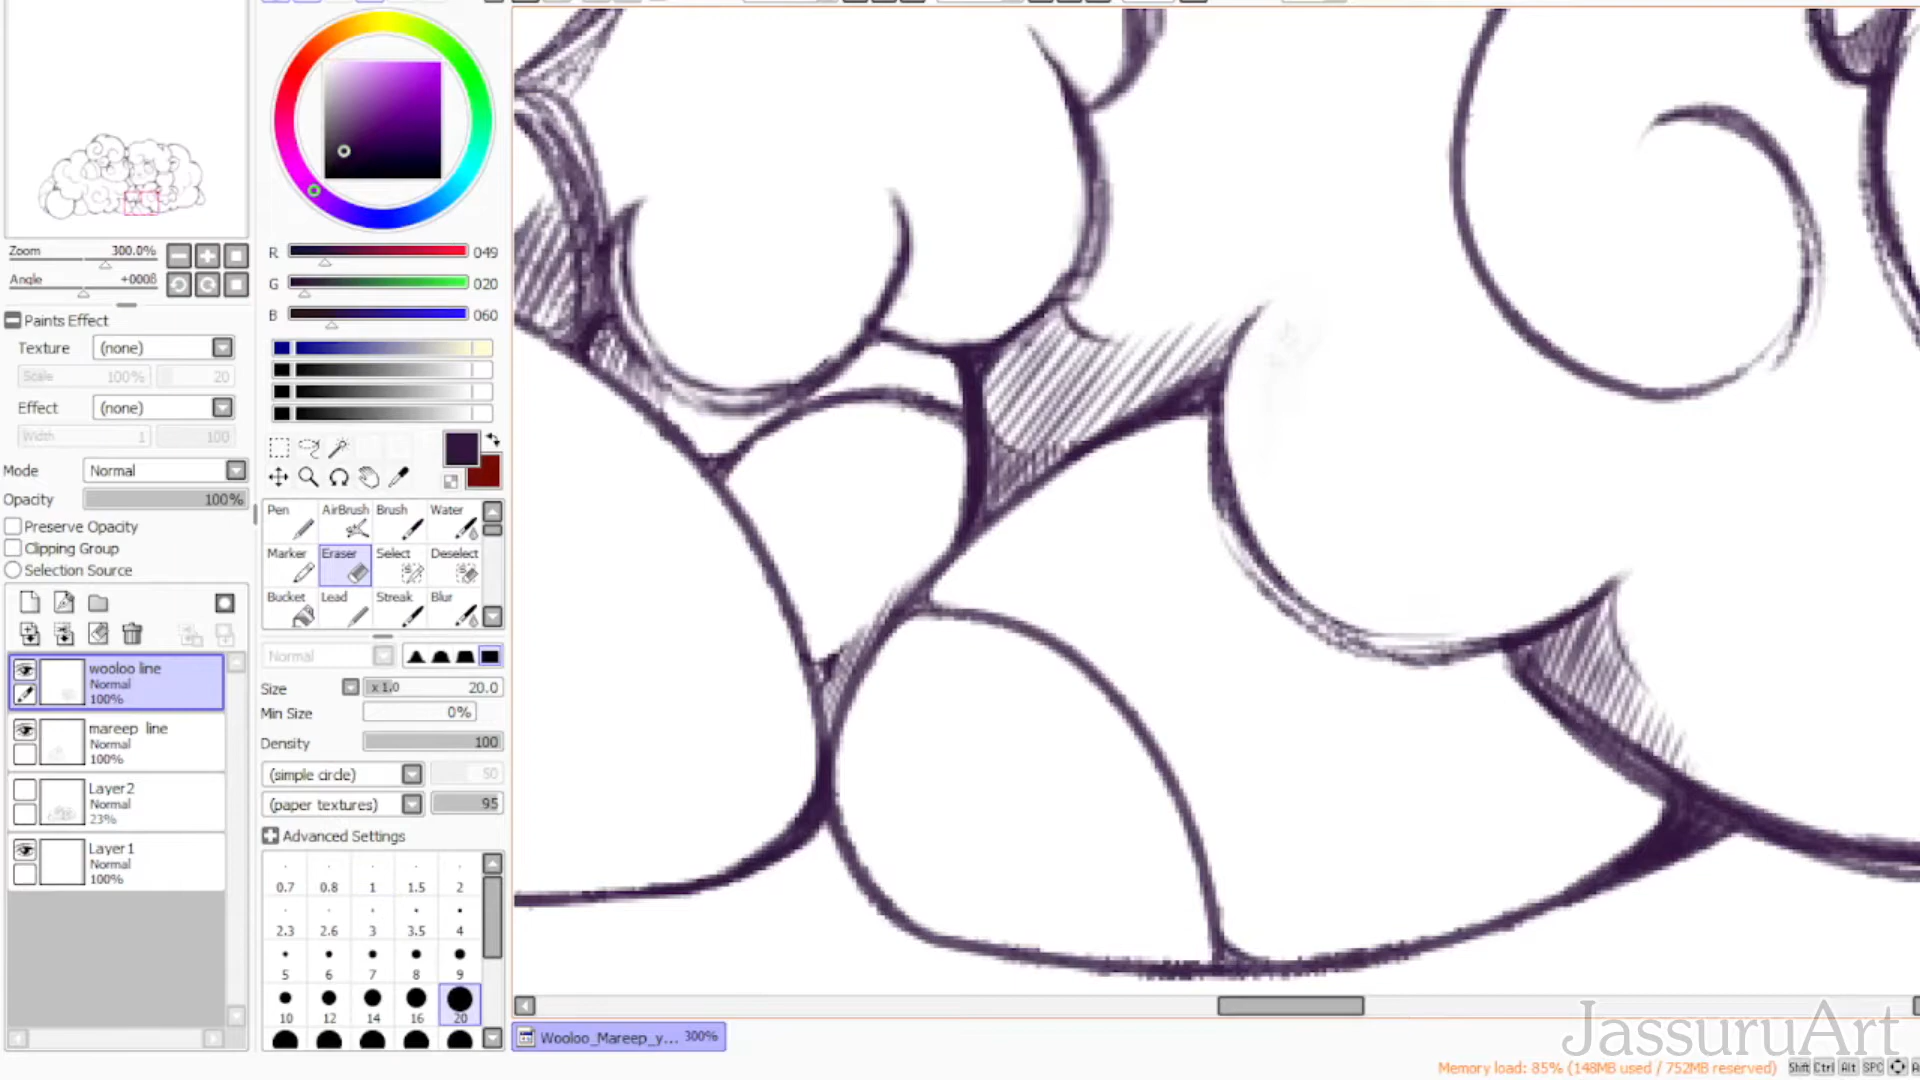 Zoom 300.0%
Angle +0008
Paints Effect
Texture (none)
Scale 100% 20
Effect (none)
Width 1 100
Mode Normal
Opacity 100%
Preserve Opacity
Clipping Group
Selection Source
wooloo line
Normal
100%
mareep line
Normal
100%
Layer2
Normal
23%
Layer1
Normal
100%
R 049
G 020
B 060
Pen AirBrush Brush Water
Marker Eraser Select Deselect
Bucket Lead Streak Blur
Normal
Size x 1.0 20.0
Min Size 0%
Density 100
(simple circle) 50
(paper textures) 95
Advanced Settings
0.7 0.8 1 1.5 2
2.3 2.6 3 3.5 4
5 6 7 8 9
10 12 14 16 20
Wooloo_Mareep_y... 300%
JassuruArt
Memory load: 85% (148MB used / 752MB reserved) Shift Ctrl Alt SPC